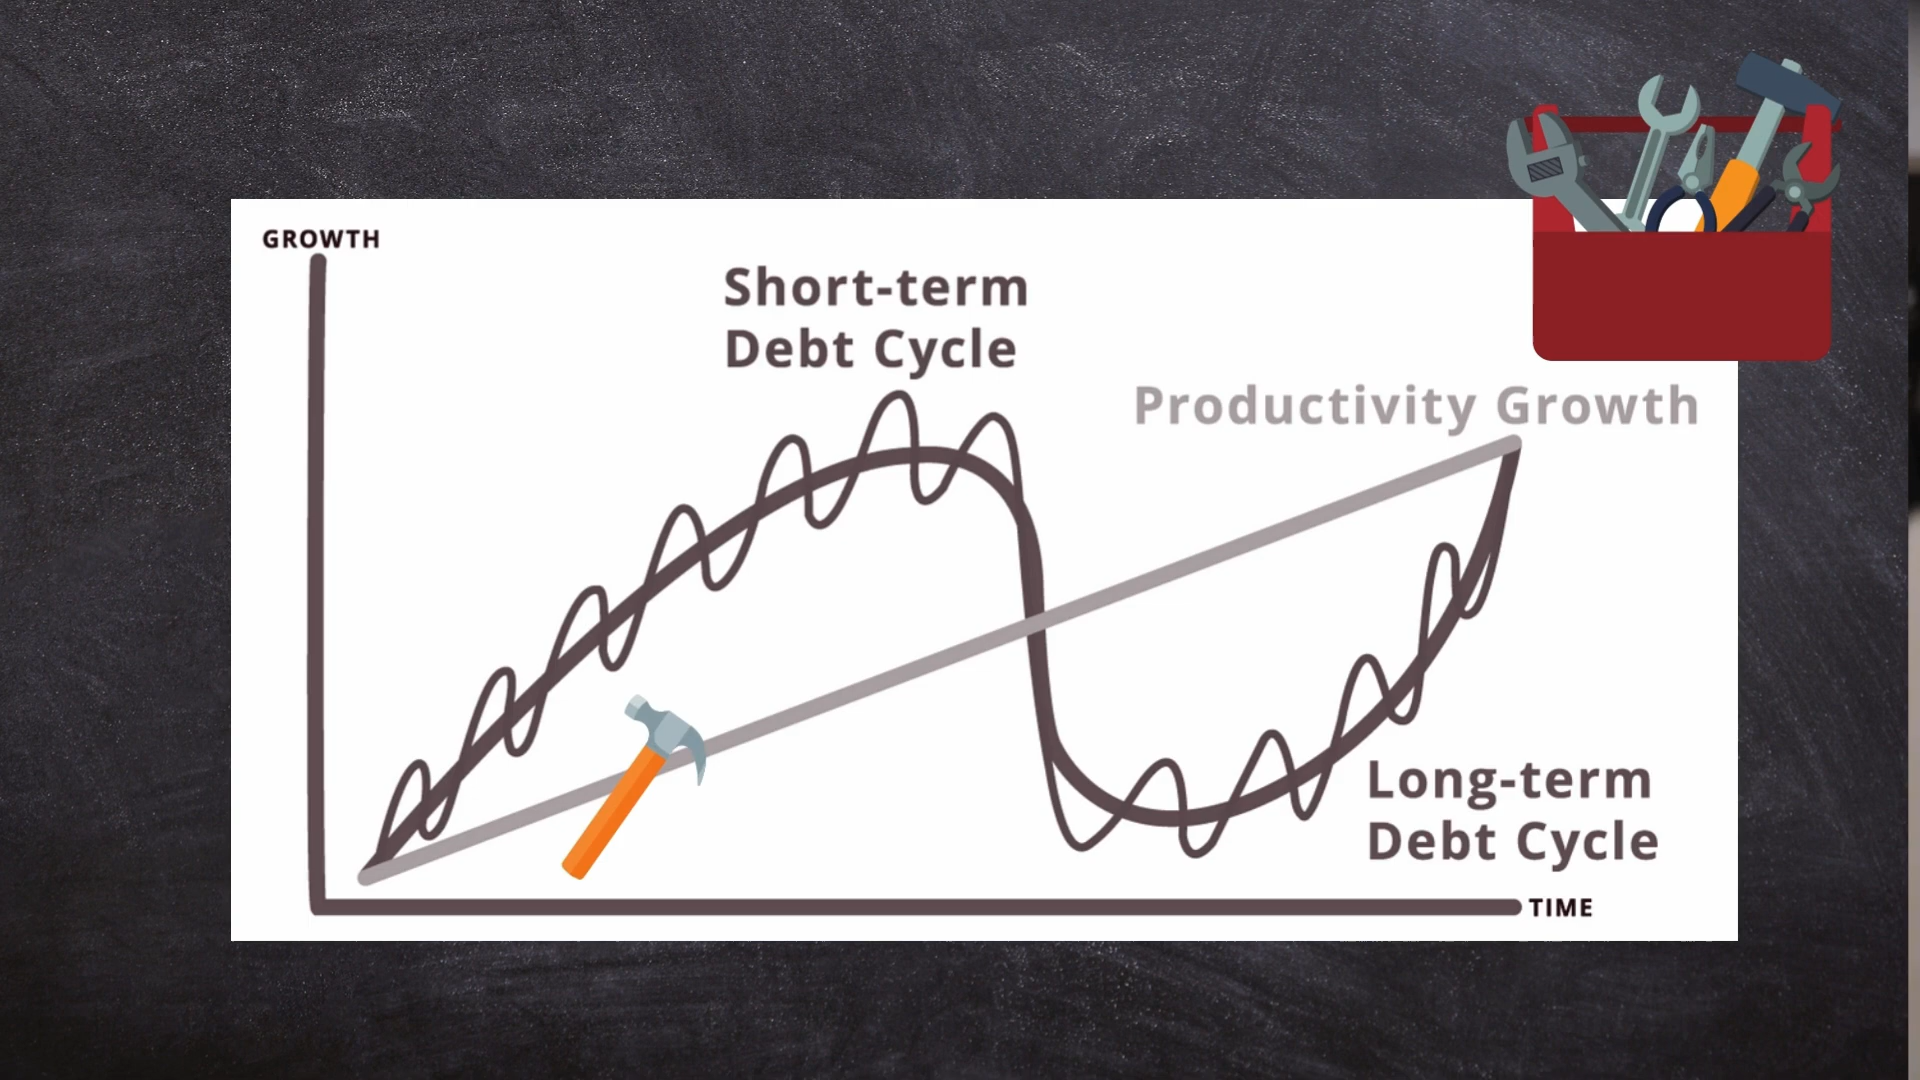 GROWTH
Short-term
Debt Cycle
Productivity Growth
Long-term
Debt Cycle
TIME